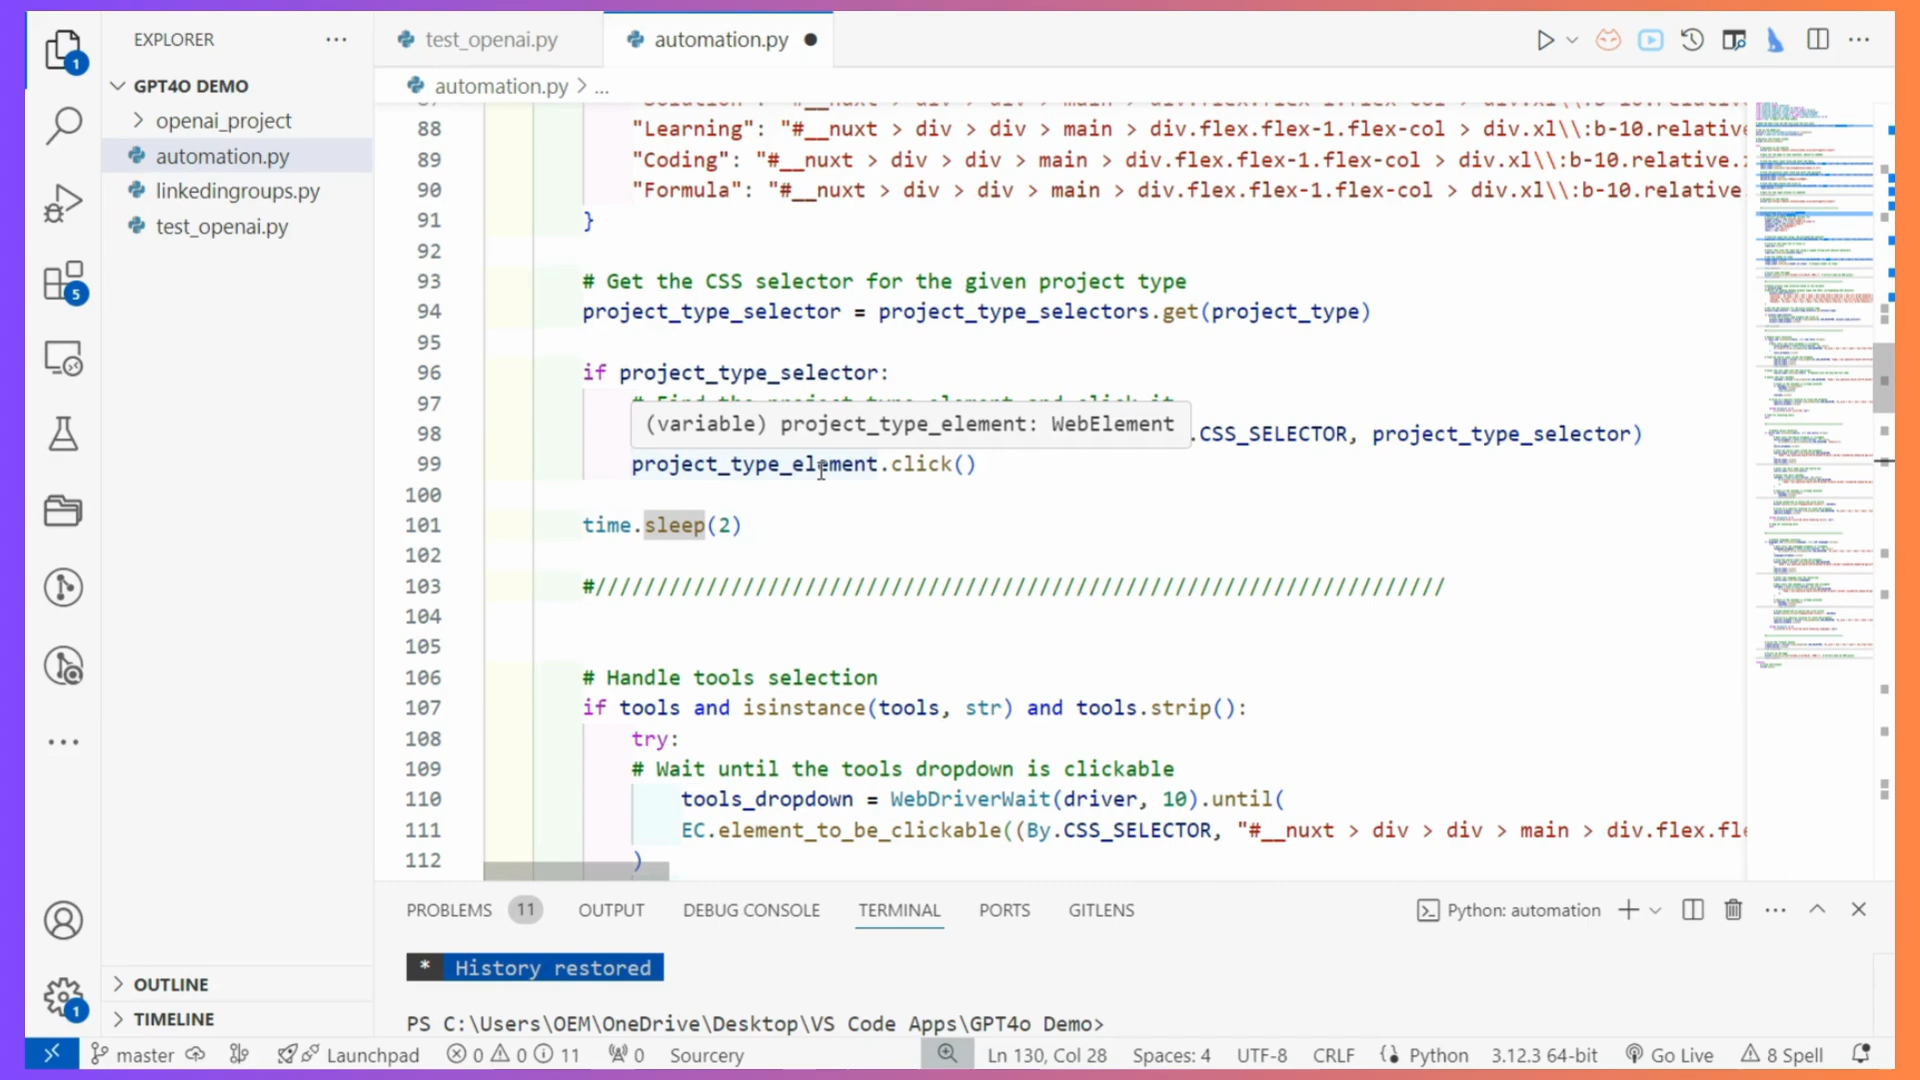 EXPLORER
test_openai.py
automation.py
GPT4O DEMO
openai_project
automation.py
linkedingroups.py
test_openai.py
automation.py > ...
88 "Learning": "#__nuxt > div > div > main > div.flex.flex-1.flex-col > div.xl\\:b-10.relative
89 "Coding": "#__nuxt > div > div > main > div.flex.flex-1.flex-col > div.xl\\:b-10.relative.
90 "Formula": "#__nuxt > div > div > main > div.flex.flex-1.flex-col > div.xl\\:b-10.relative.
91 }
92
93 # Get the CSS selector for the given project type
94 project_type_selector = project_type_selectors.get(project_type)
95
96 if project_type_selector:
97
(variable) project_type_element: WebElement
98 .CSS_SELECTOR, project_type_selector)
99 project_type_element.click()
100
101 time.sleep(2)
102
103 #/////////////////////////////////////////////////////////////////////
104
105
106 # Handle tools selection
107 if tools and isinstance(tools, str) and tools.strip():
108 try:
109 # Wait until the tools dropdown is clickable
110 tools_dropdown = WebDriverWait(driver, 10).until(
111 EC.element_to_be_clickable((By.CSS_SELECTOR, "#__nuxt > div > div > main > div.flex.fle
112 )
PROBLEMS 11 OUTPUT DEBUG CONSOLE TERMINAL PORTS GITLENS
Python: automation
* History restored
PS C:\Users\OEM\OneDrive\Desktop\VS Code Apps\GPT4o Demo>
OUTLINE
TIMELINE
1
5
1
master Launchpad 0 0 11 0 Sourcery Ln 130, Col 28 Spaces: 4 UTF-8 CRLF Python 3.12.3 64-bit Go Live 8 Spell